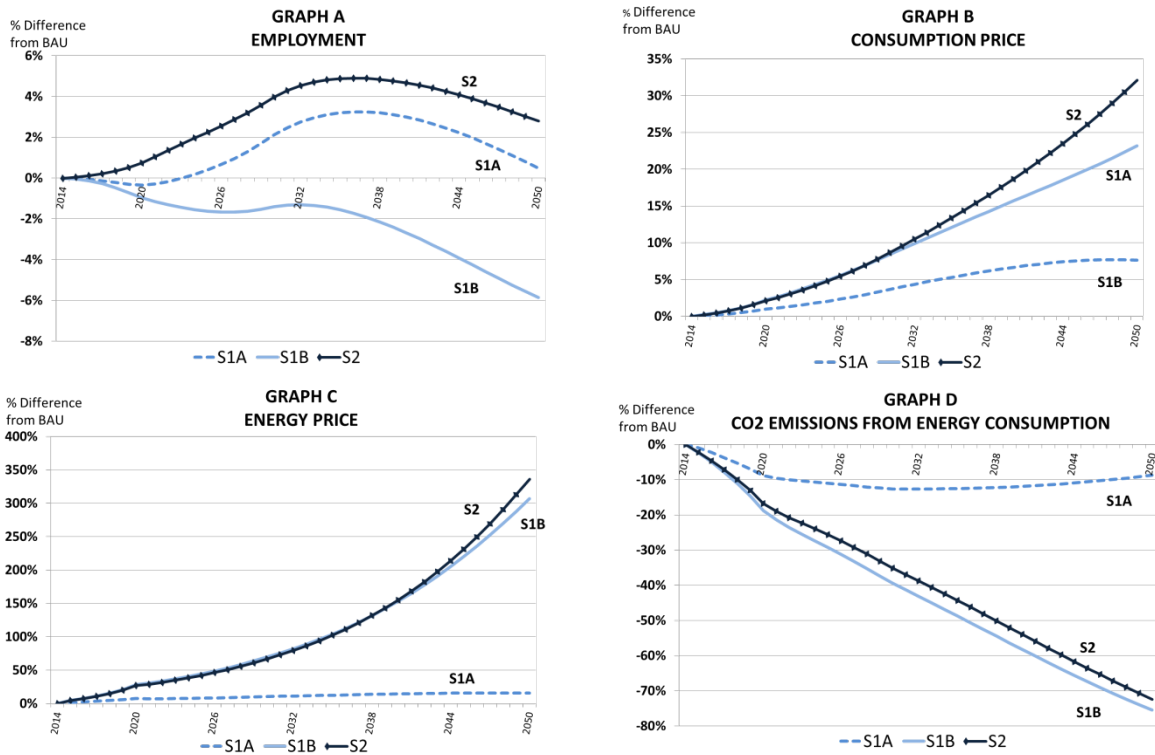 % Difference
from BAU
GRAPH A
EMPLOYMENT
6%
4%
2%
0%
-2%
-4%
-6%
-8%
2014
2020
2026
2032
2038
2044
2050
S2
S1A
S1B
S1A S1B S2
% Difference
from BAU
GRAPH B
CONSUMPTION PRICE
35%
30%
25%
20%
15%
10%
5%
0%
2014
2020
2026
2032
2038
2044
2050
S2
S1A
S1B
S1A S1B S2
% Difference
from BAU
GRAPH C
ENERGY PRICE
400%
350%
300%
250%
200%
150%
100%
50%
0%
2014
2020
2026
2032
2038
2044
2050
S2
S1B
S1A
S1A S1B S2
% Difference
from BAU
GRAPH D
CO2 EMISSIONS FROM ENERGY CONSUMPTION
0%
-10%
-20%
-30%
-40%
-50%
-60%
-70%
-80%
2014
2020
2026
2032
2038
2044
2050
S1A
S2
S1B
S1A S1B S2